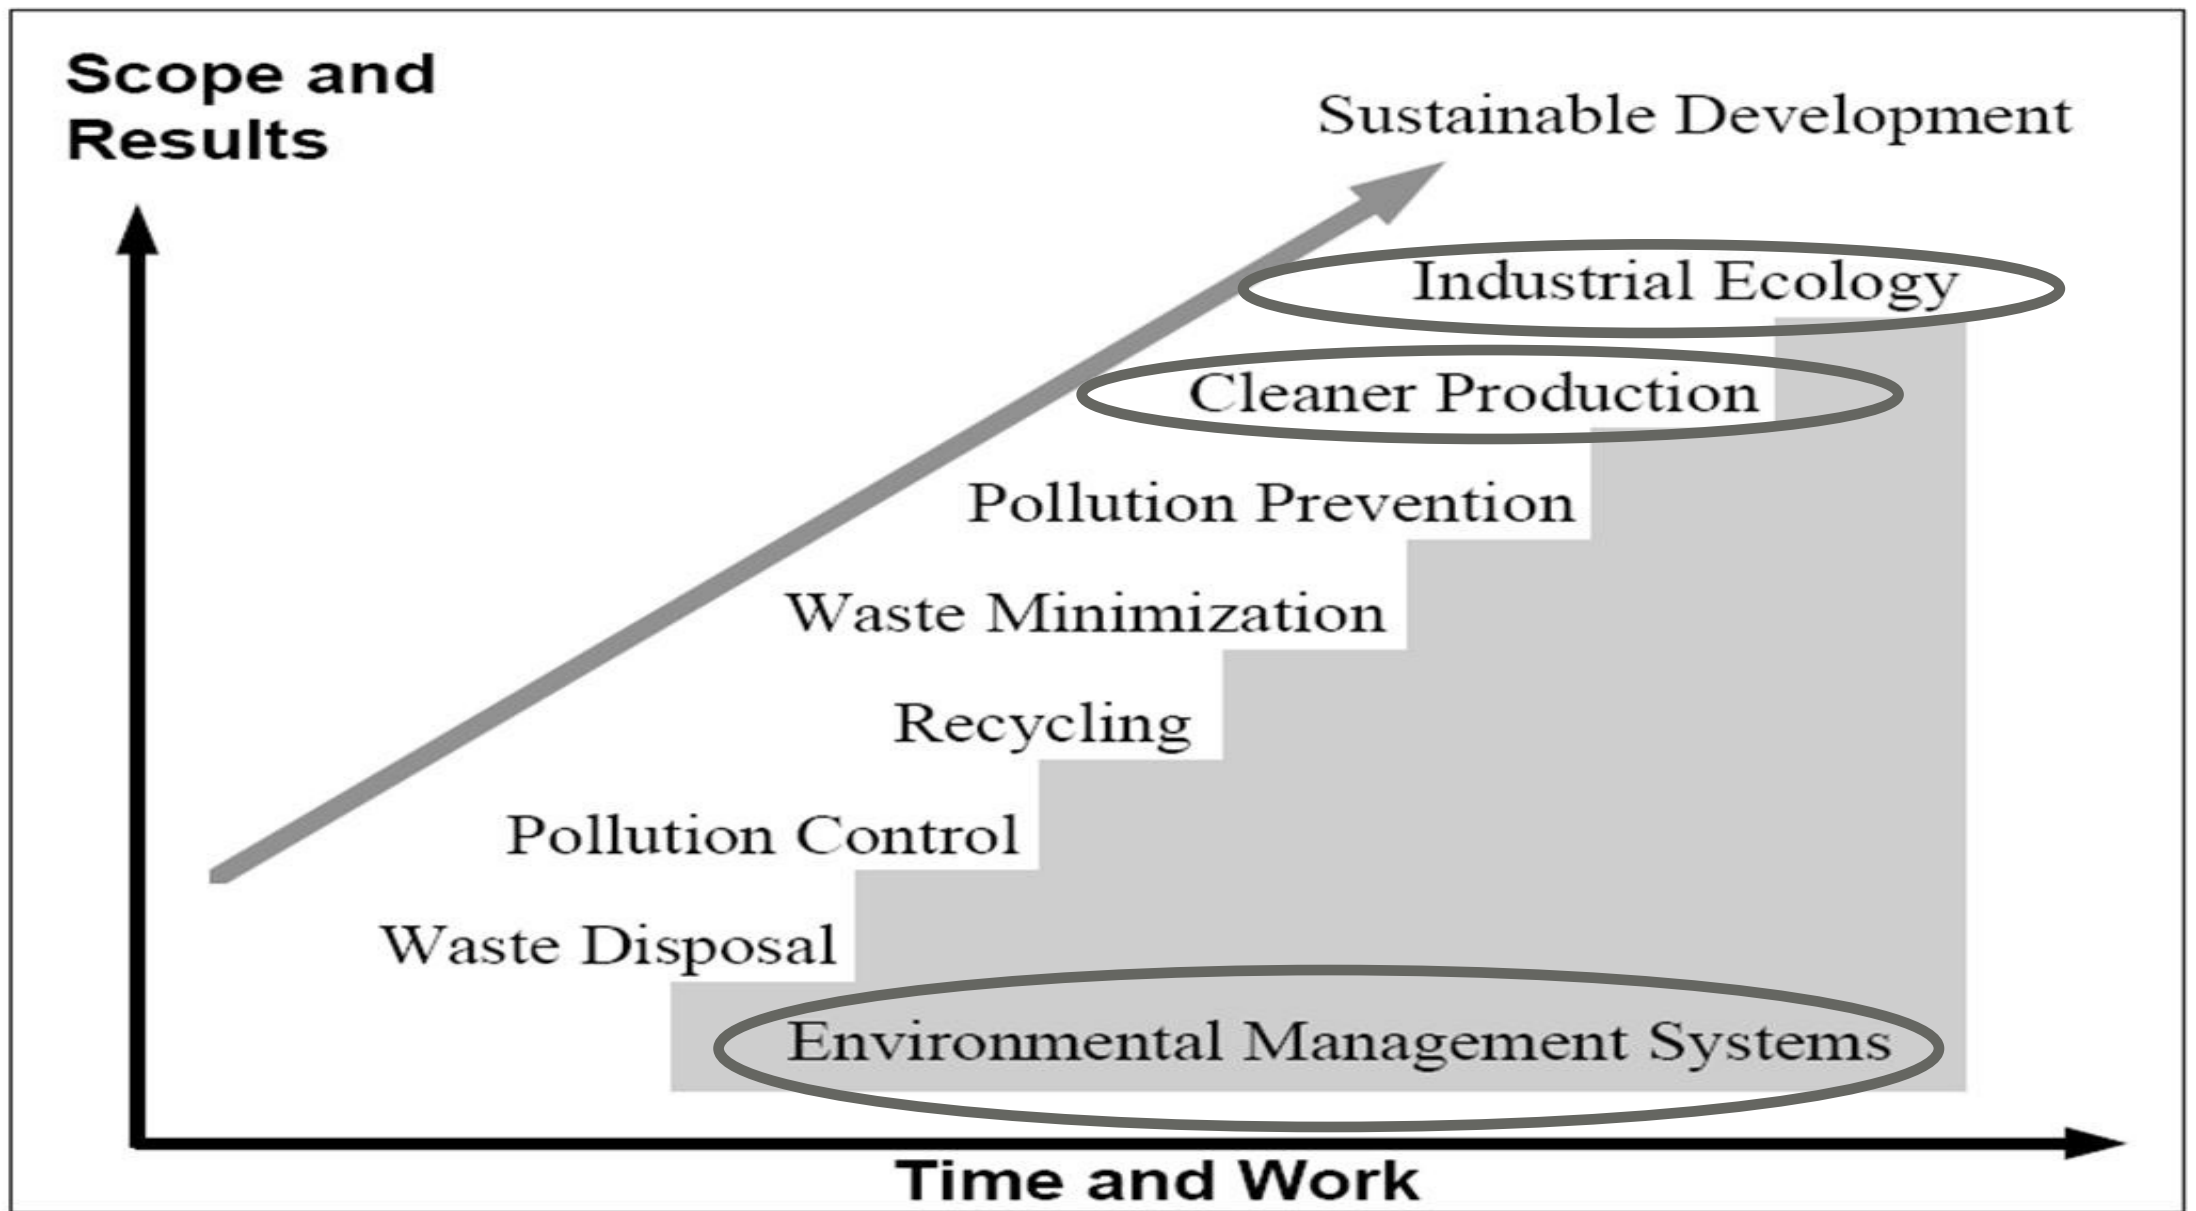 Scope and
Results
Sustainable Development
Industrial Ecology
Cleaner Production
Pollution Prevention
Waste Minimization
Recycling
Pollution Control
Waste Disposal
Environmental Management Systems
Time and Work